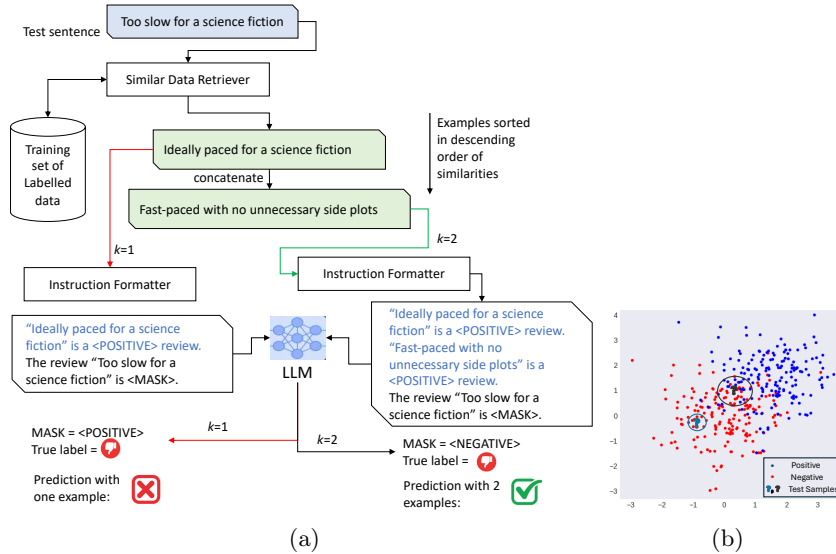 Too slow for a science fiction
Test sentence
Similar Data Retriever
Training
set of
Labelled
data
Ideally paced for a science fiction
concatenate
Fast-paced with no unnecessary side plots
Examples sorted
in descending
order of
similarities
k=1
k=2
Instruction Formatter
Instruction Formatter
“Ideally paced for a science
fiction” is a <POSITIVE> review.
The review “Too slow for a
science fiction” is <MASK>.
LLM
“Ideally paced for a science
fiction” is a <POSITIVE> review.
“Fast-paced with no
unnecessary side plots” is a
<POSITIVE> review.
The review “Too slow for a
science fiction” is <MASK>.
k=1
k=2
MASK = <POSITIVE>
True label =
Prediction with
one example:
MASK = <NEGATIVE>
True label =
Prediction with 2
examples:
(a)
4
3
2
1
0
−1
−2
−3
−3
−2
−1
0
1
2
3
Positive
Negative
Test Samples
(b)